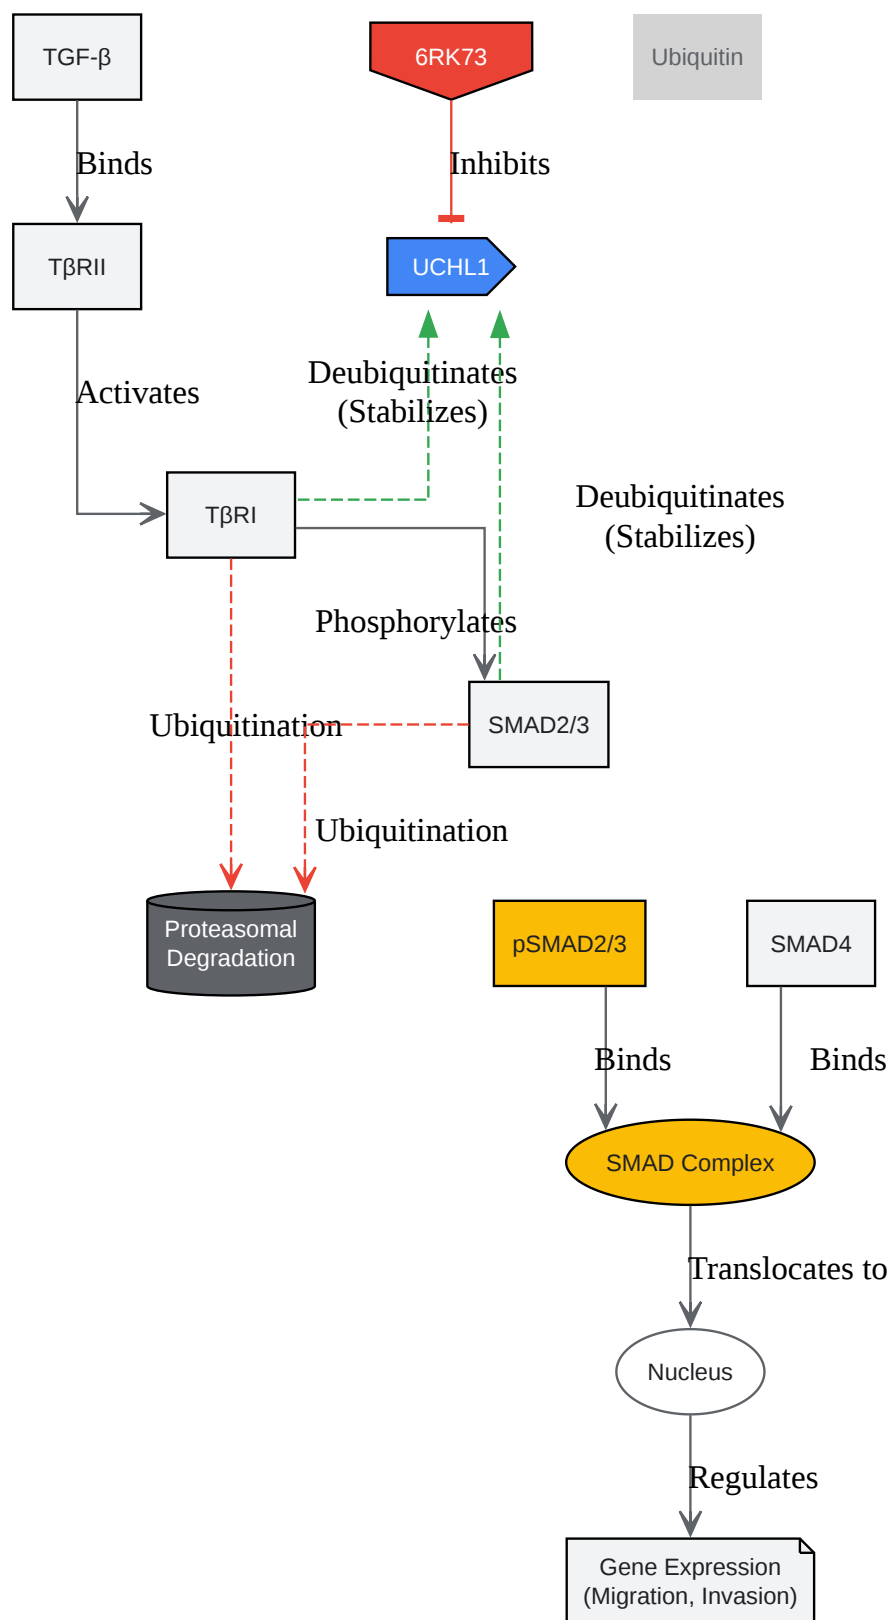 TGF-β
6RK73
Ubiquitin
Binds
Inhibits
TβRII
UCHL1
Activates
Deubiquitinates
(Stabilizes)
Deubiquitinates
(Stabilizes)
TβRI
Phosphorylates
Ubiquitination
SMAD2/3
Ubiquitination
Proteasomal
Degradation
pSMAD2/3
SMAD4
Binds
Binds
SMAD Complex
Translocates to
Nucleus
Regulates
Gene Expression
(Migration, Invasion)